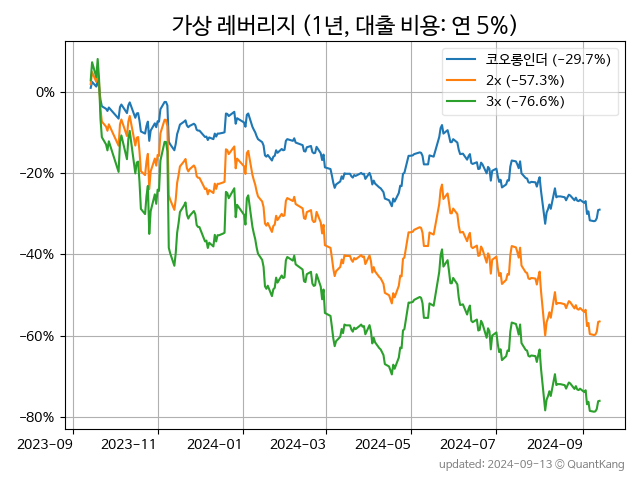 가상 레버리지 (1년, 대출 비용: 연 5%)
코오롱인더 (−29.7%)
2x (−57.3%)
3x (−76.6%)
0%
−20%
−40%
−60%
−80%
2023-09
2023-11
2024-01
2024-03
2024-05
2024-07
2024-09
updated: 2024-09-13 © QuantKang